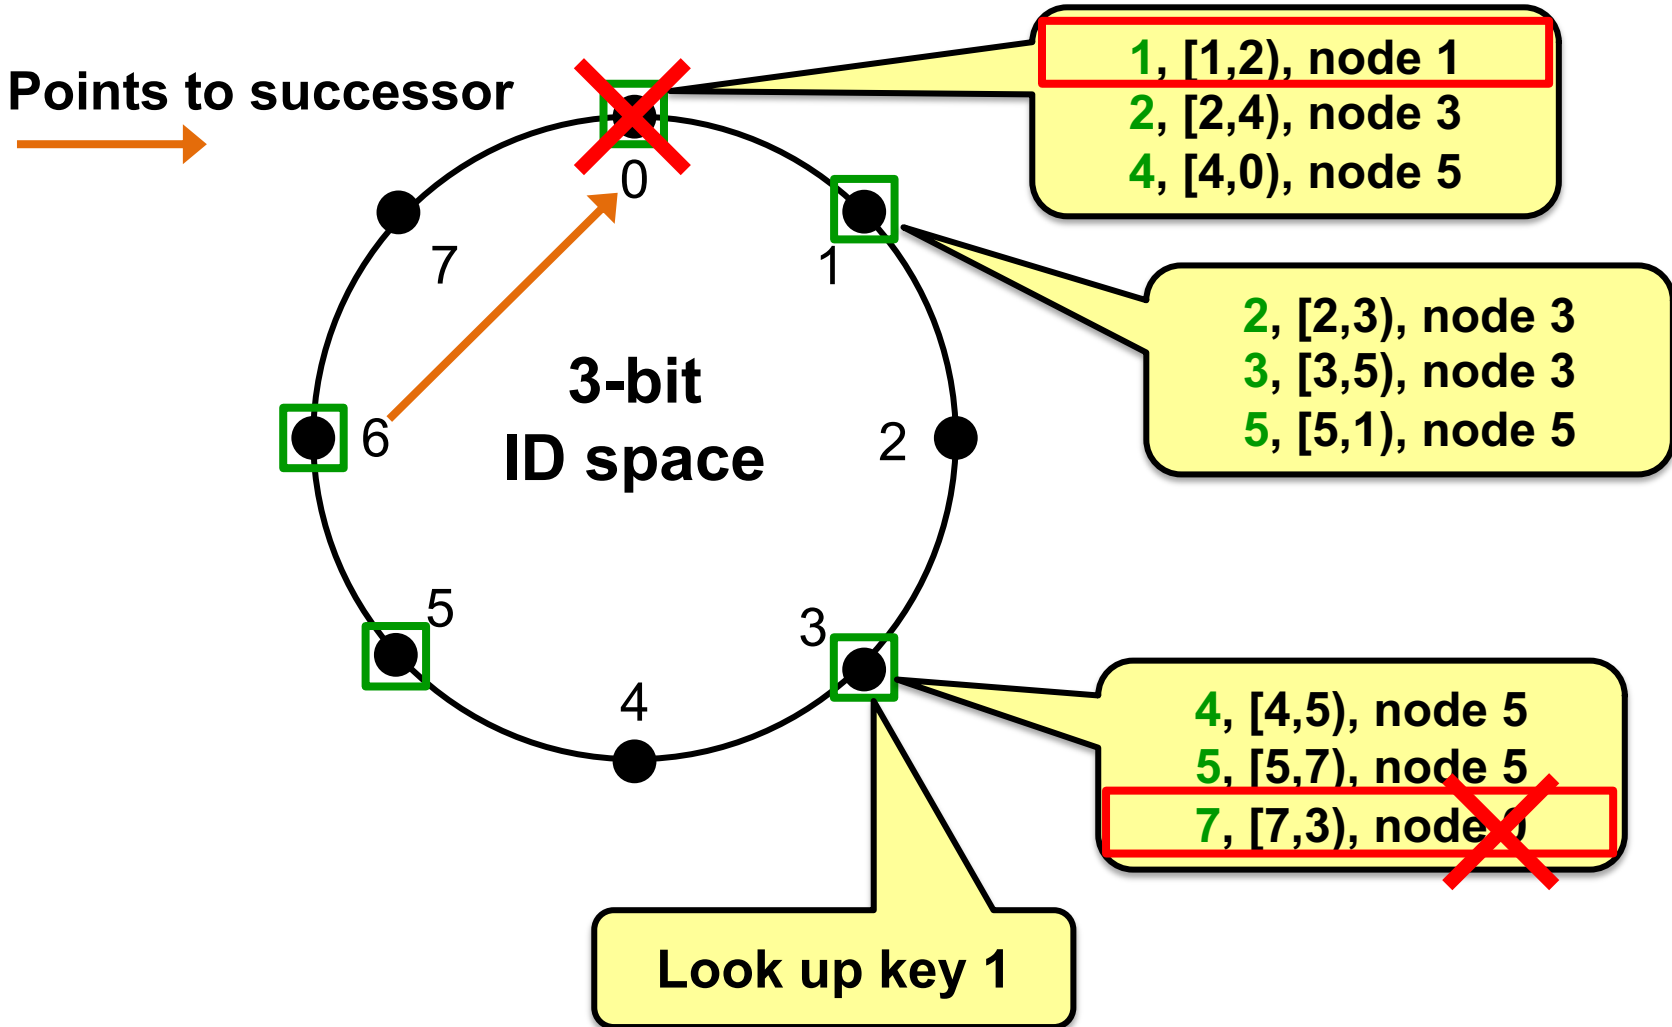 Points to successor
1, [1,2), node 1
2, [2,4), node 3
4, [4,0), node 5
0
7
1
2, [2,3), node 3
3, [3,5), node 3
5, [5,1), node 5
3-bit
ID space
6
2
5
3
4
4, [4,5), node 5
5, [5,7), node 5
7, [7,3), node 0
Look up key 1